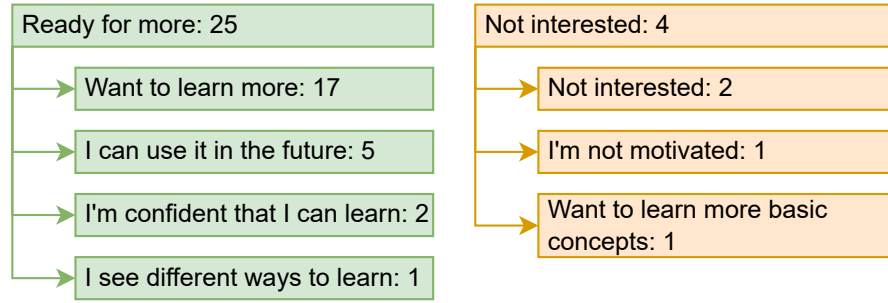 Ready for more: 25
Want to learn more: 17
I can use it in the future: 5
I'm confident that I can learn: 2
I see different ways to learn: 1
Not interested: 4
Not interested: 2
I'm not motivated: 1
Want to learn more basic
concepts: 1